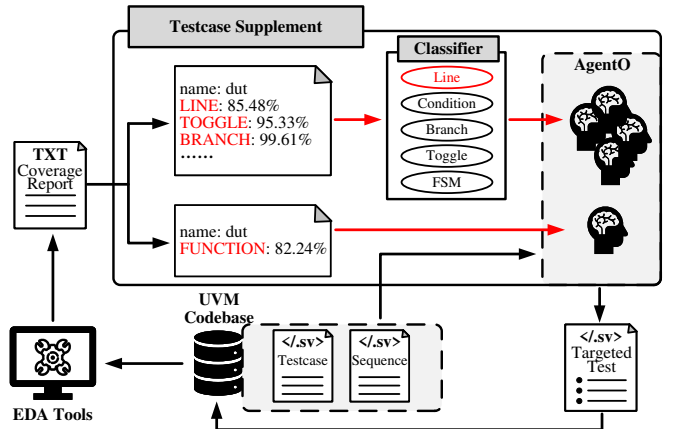 Testcase Supplement
name: dut
LINE: 85.48%
TOGGLE: 95.33%
BRANCH: 99.61%
......
Classifier
Line
Condition
Branch
Toggle
FSM
AgentO
TXT
Coverage
Report
name: dut
FUNCTION: 82.24%
UVM
Codebase
</.sv>
Testcase
</.sv>
Sequence
</.sv>
Targeted
Test
EDA Tools